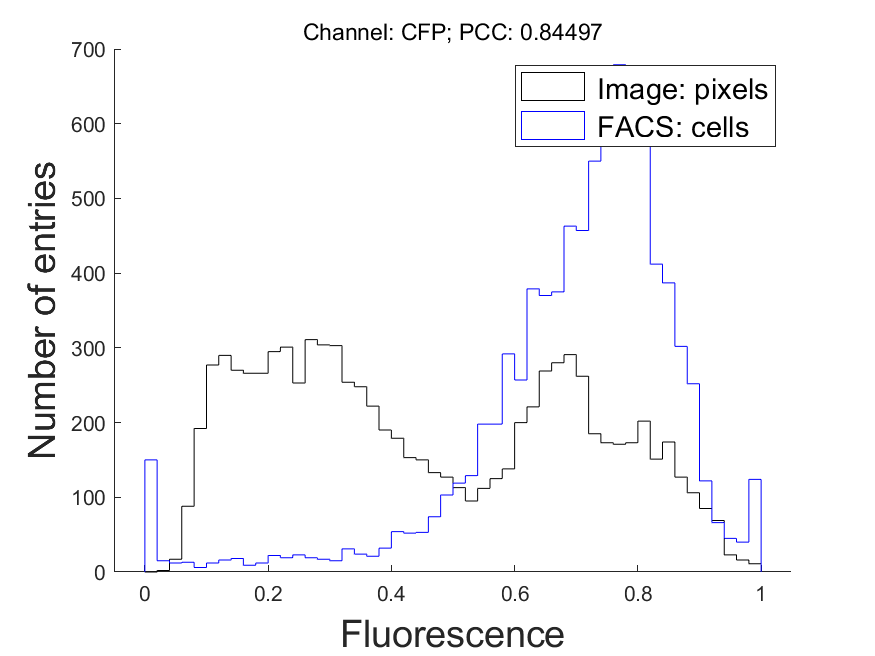 Channel: CFP; PCC: 0.84497
Number of entries
700
600
500
400
300
200
100
0
Image: pixels
FACS: cells
0 0.2 0.4 0.6 0.8 1
Fluorescence